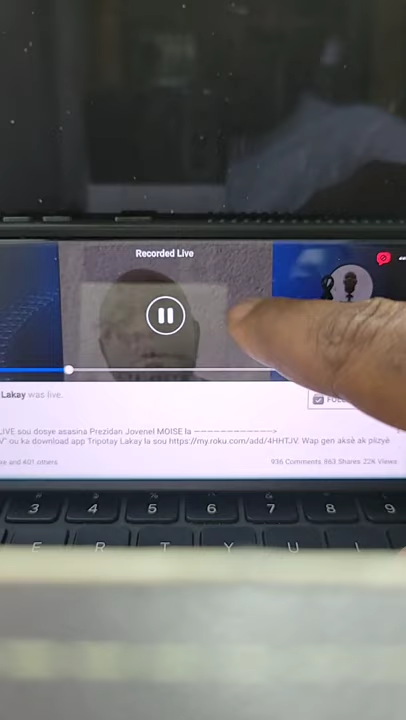 Recorded Live
Lakay was live.
LIVE sou dosye asasina Prezidan Jovenel MOISE la ——————————>
V" ou ka download app Tripotay Lakay la sou https://my.roku.com/add/4HHTJV. Wap gen aksè ak plizyè
se and 401 others
936 Comments 863 Shares 22K Views
3 4 5 6 7 8 9
E R T Y U